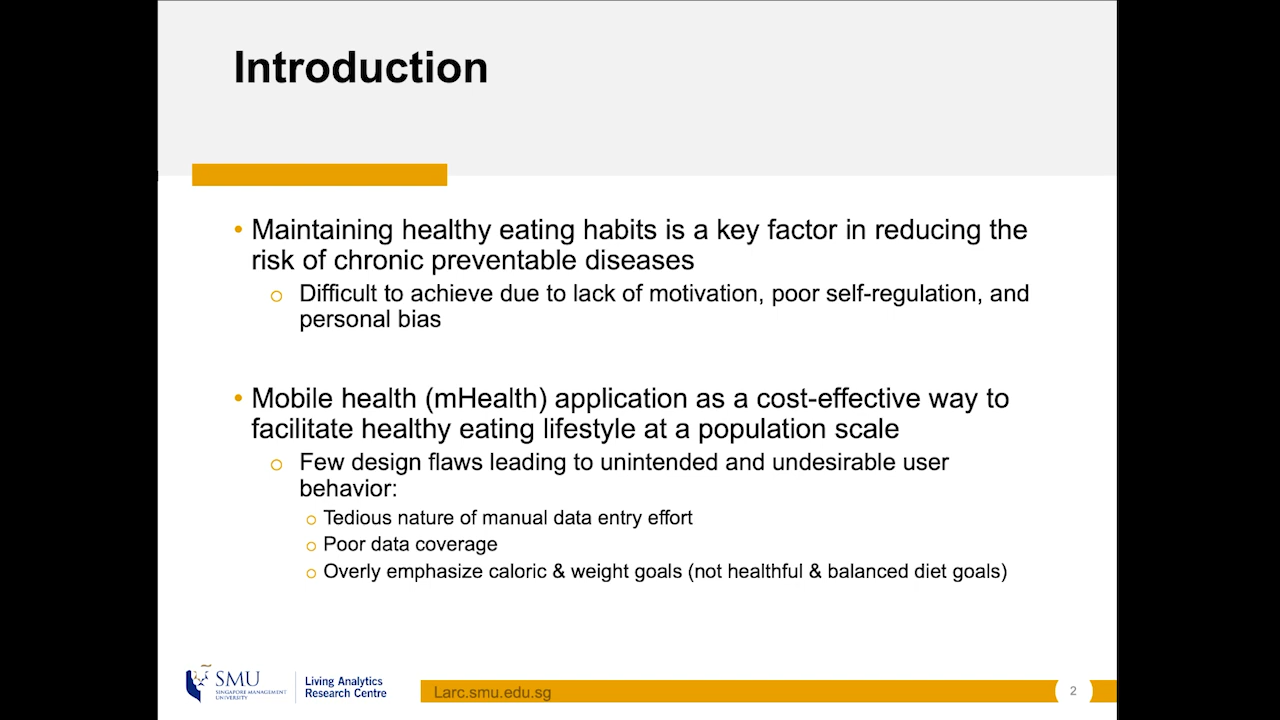 Introduction
• Maintaining healthy eating habits is a key factor in reducing the
risk of chronic preventable diseases
o Difficult to achieve due to lack of motivation, poor self-regulation, and
personal bias
• Mobile health (mHealth) application as a cost-effective way to
facilitate healthy eating lifestyle at a population scale
o Few design flaws leading to unintended and undesirable user
behavior:
o Tedious nature of manual data entry effort
o Poor data coverage
o Overly emphasize caloric & weight goals (not healthful & balanced diet goals)
SMU
SINGAPORE MANAGEMENT
UNIVERSITY
Living Analytics
Research Centre
Larc.smu.edu.sg
2